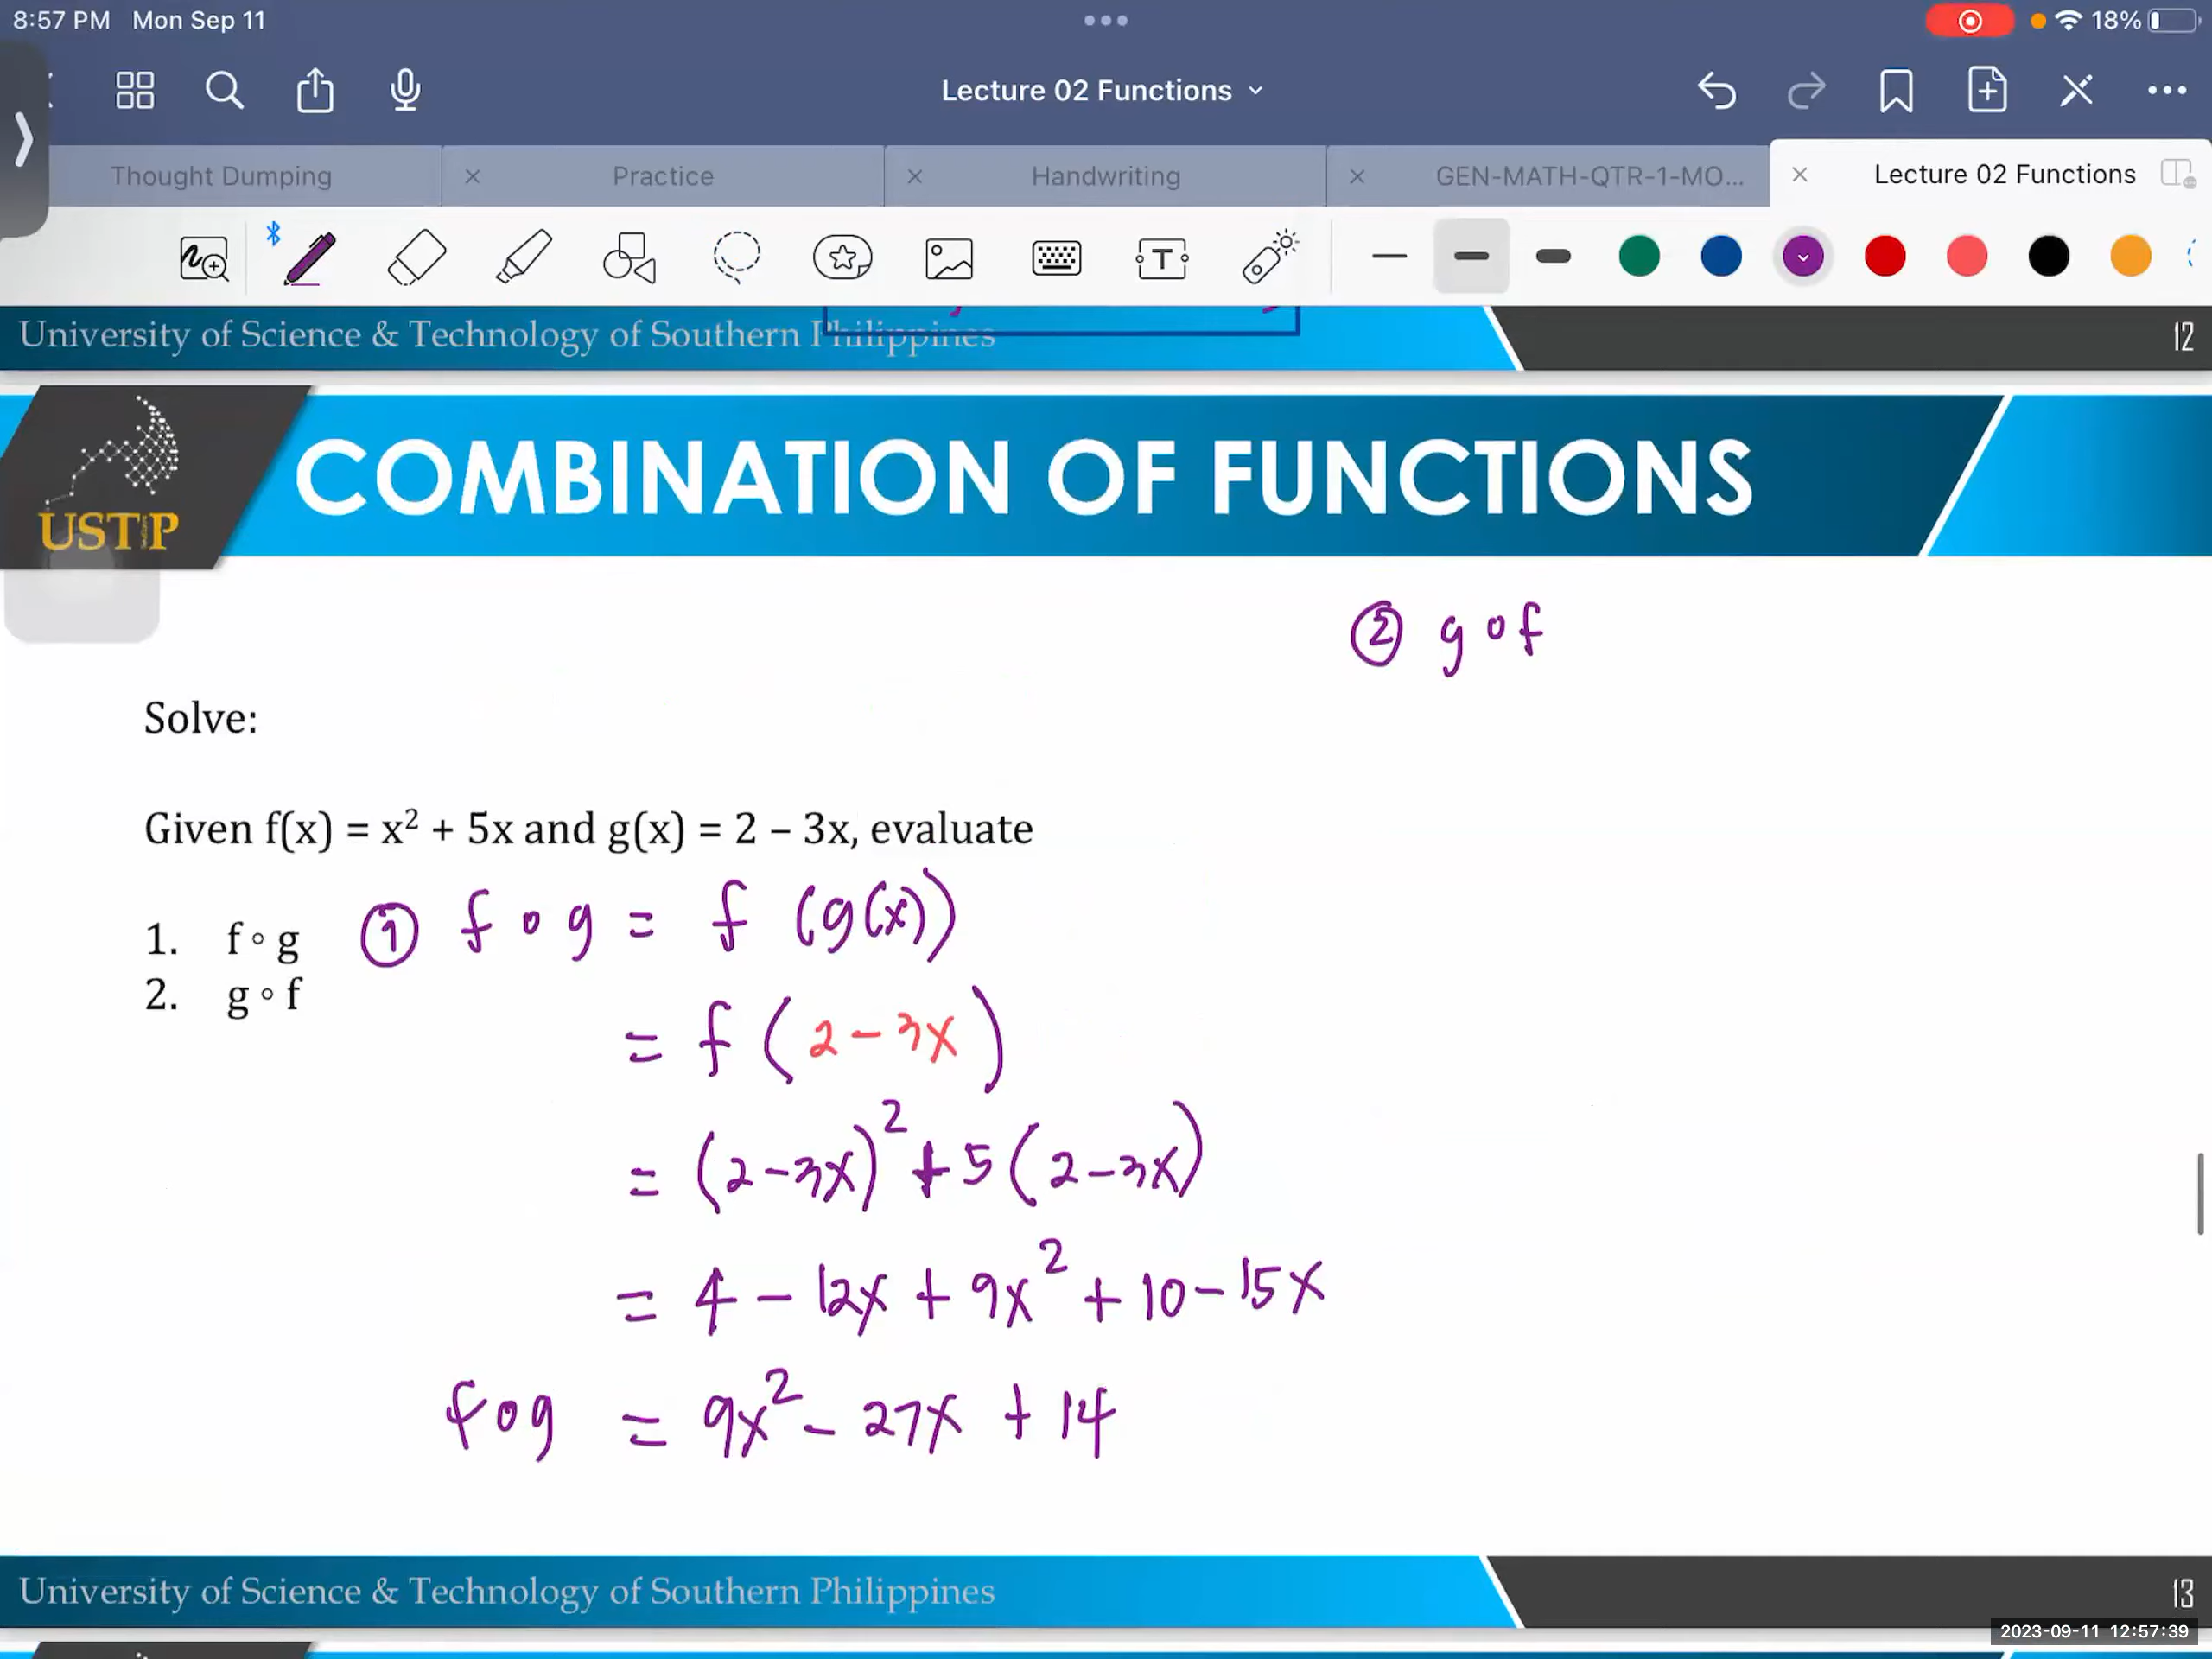 8:57 PM Mon Sep 11
18%
Lecture 02 Functions
Thought Dumping
Practice
Handwriting
GEN-MATH-QTR-1-MO...
Lecture 02 Functions
University of Science & Technology of Southern Philippines
12
USTP
COMBINATION OF FUNCTIONS
② g o f
Solve:
Given f(x) = x² + 5x and g(x) = 2 – 3x, evaluate
1. f ∘ g
2. g ∘ f
① f o g = f (g(x))
= f (2 - 3x)
= (2-3x)² + 5(2-3x)
= 4 - 12x + 9x² + 10 - 15x
f o g = 9x² - 27x + 14
University of Science & Technology of Southern Philippines
13
2023-09-11 12:57:39